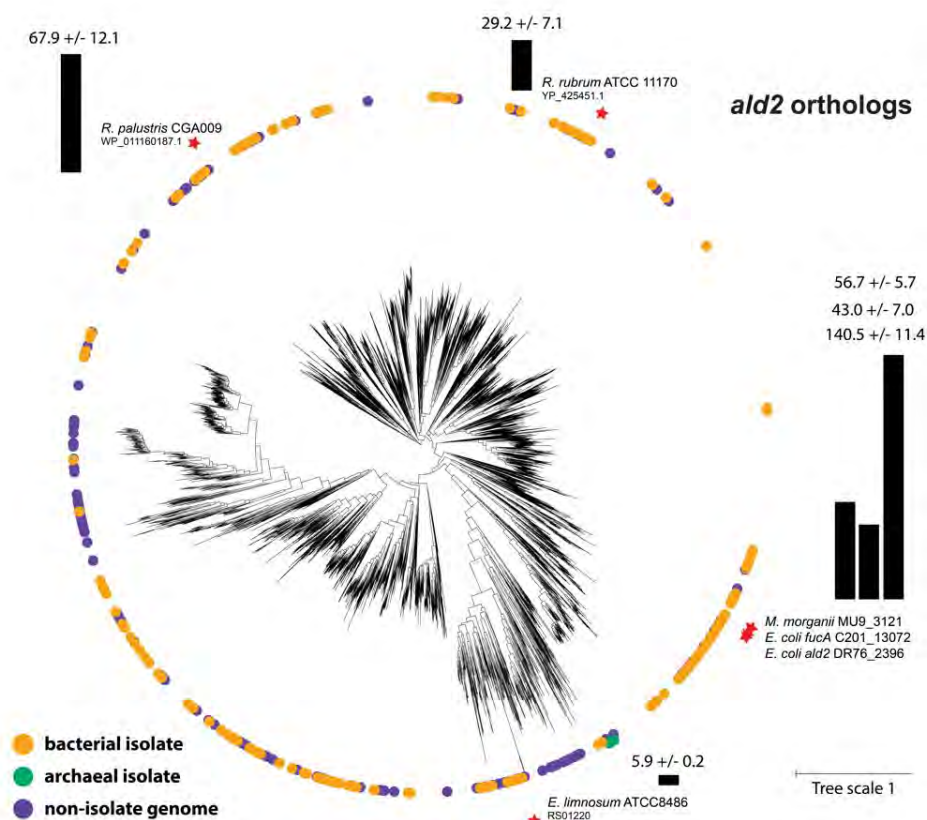 67.9 +/- 12.1
29.2 +/- 7.1
R. rubrum ATCC 11170
YP_425451.1
ald2 orthologs
R. palustris CGA009
WP_011160187.1
56.7 +/- 5.7
43.0 +/- 7.0
140.5 +/- 11.4
M. morganii MU9_3121
E. coli fucA C201_13072
E. coli ald2 DR76_2396
bacterial isolate
archaeal isolate
non-isolate genome
5.9 +/- 0.2
E. limnosum ATCC8486
RS01220
Tree scale 1